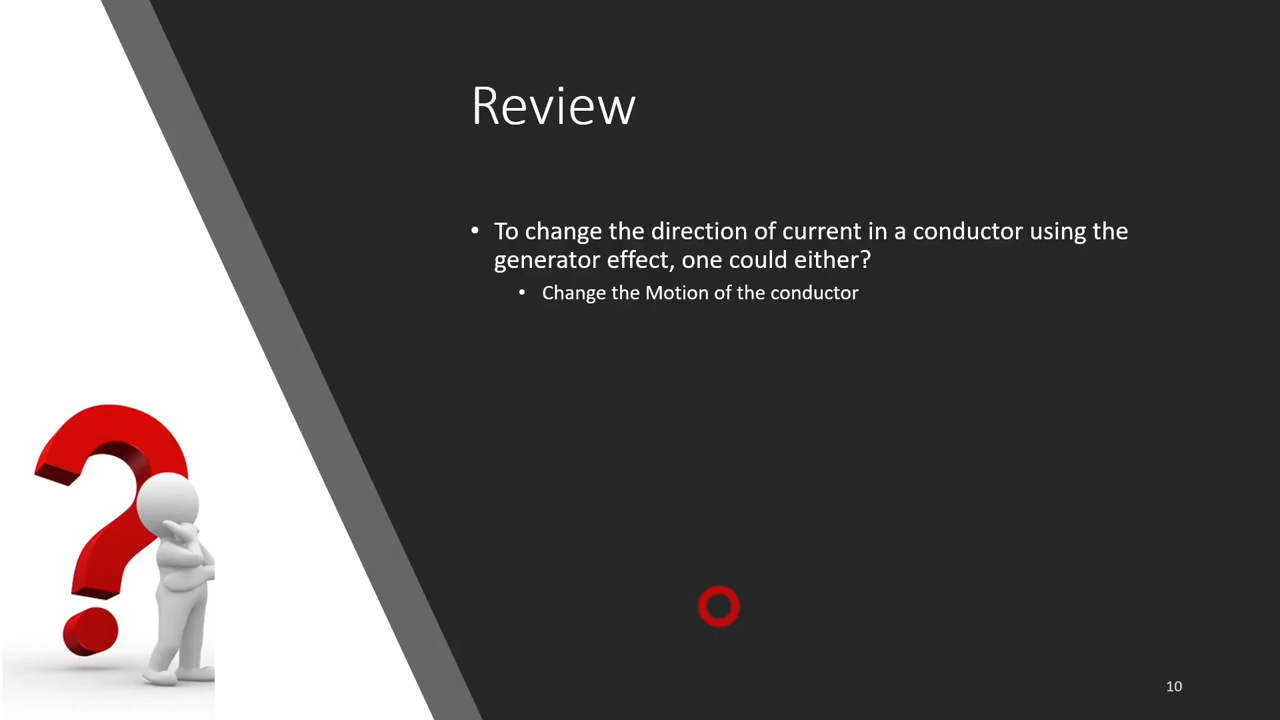 Review
• To change the direction of current in a conductor using the
generator effect, one could either?
• Change the Motion of the conductor
10